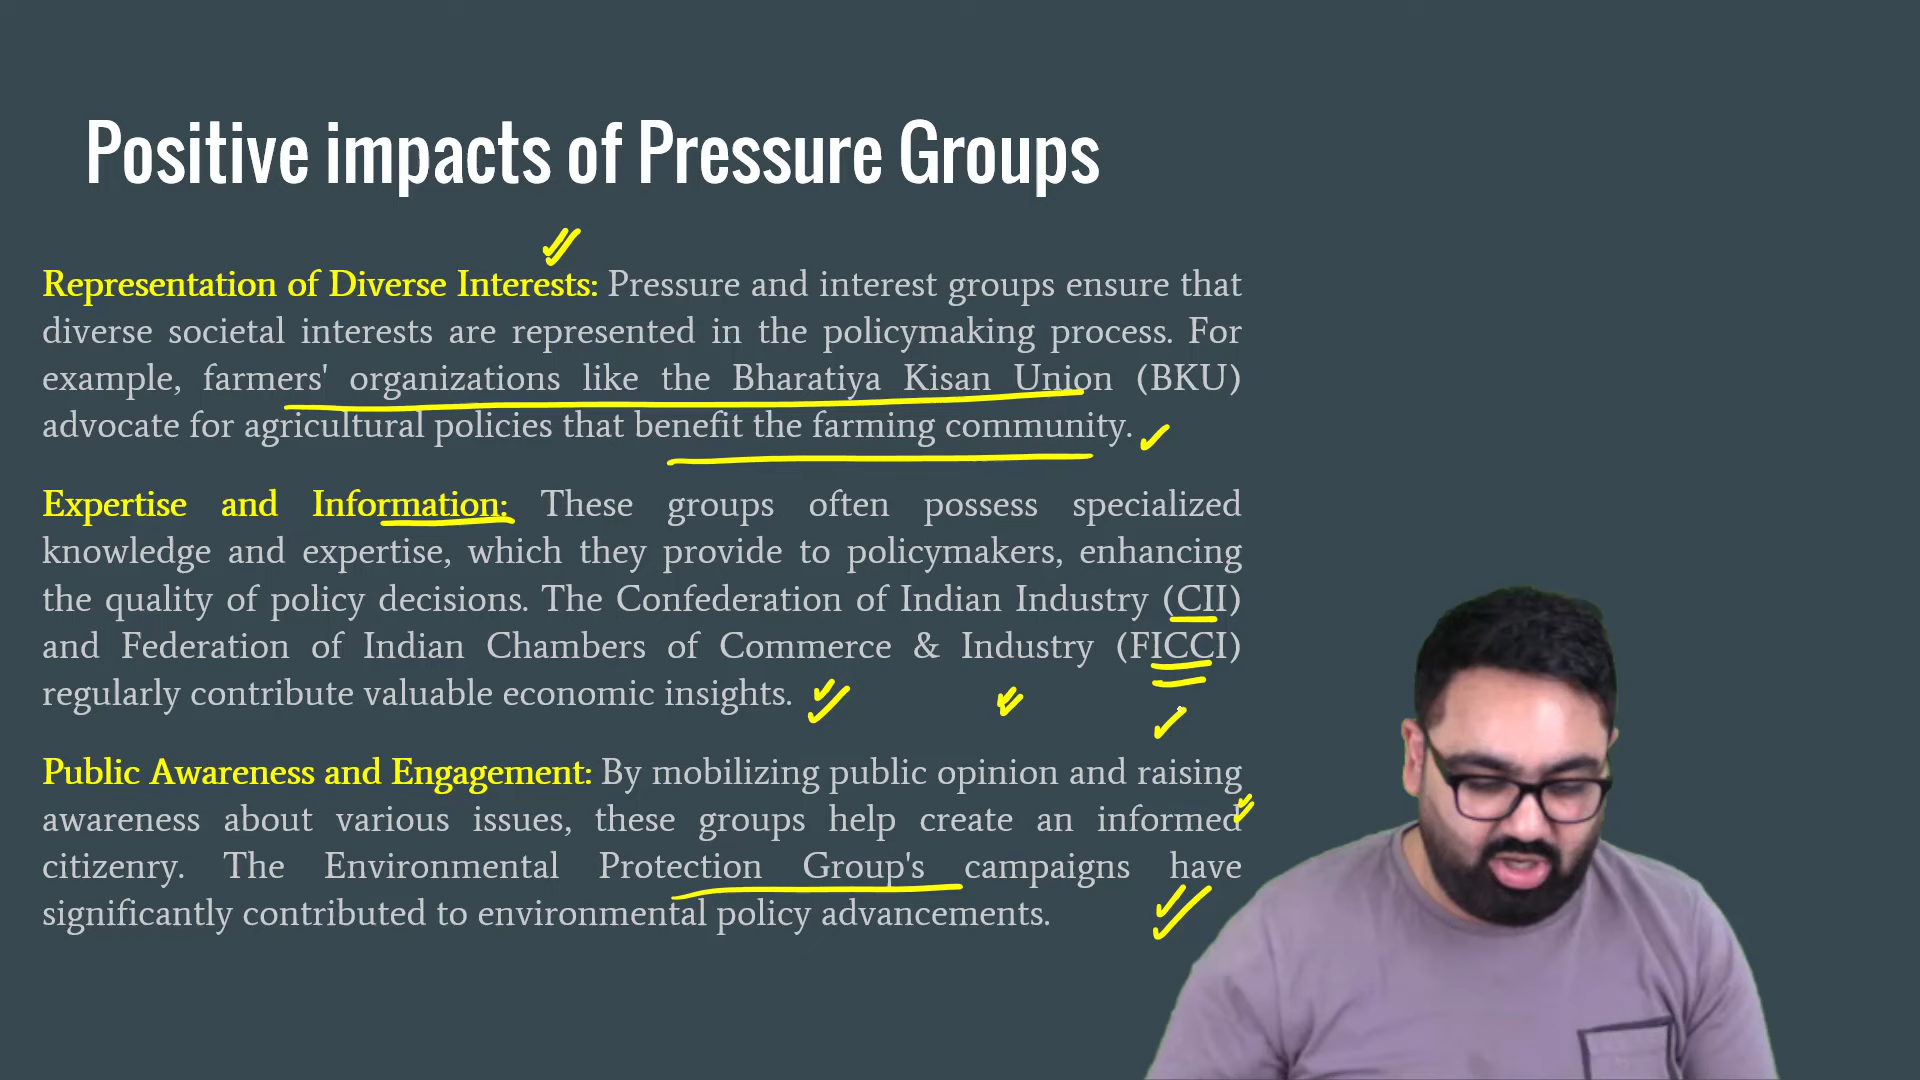 Positive impacts of Pressure Groups
Representation of Diverse Interests: Pressure and interest groups ensure that
diverse societal interests are represented in the policymaking process. For
example, farmers' organizations like the Bharatiya Kisan Union (BKU)
advocate for agricultural policies that benefit the farming community.
Expertise and Information: These groups often possess specialized
knowledge and expertise, which they provide to policymakers, enhancing
the quality of policy decisions. The Confederation of Indian Industry (CII)
and Federation of Indian Chambers of Commerce & Industry (FICCI)
regularly contribute valuable economic insights.
Public Awareness and Engagement: By mobilizing public opinion and raising
awareness about various issues, these groups help create an informed
citizenry. The Environmental Protection Group's campaigns have
significantly contributed to environmental policy advancements.